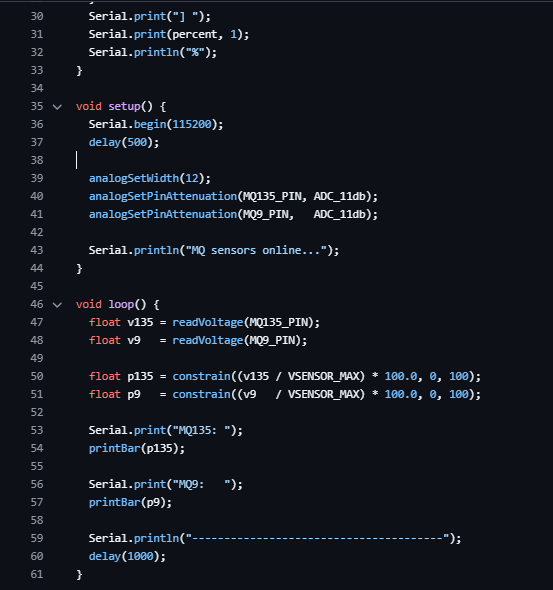 30     Serial.print("] ");
31     Serial.print(percent, 1);
32     Serial.println("%");
33   }
34
35   void setup() {
36     Serial.begin(115200);
37     delay(500);
38
39     analogSetWidth(12);
40     analogSetPinAttenuation(MQ135_PIN, ADC_11db);
41     analogSetPinAttenuation(MQ9_PIN,   ADC_11db);
42
43     Serial.println("MQ sensors online...");
44   }
45
46   void loop() {
47     float v135 = readVoltage(MQ135_PIN);
48     float v9   = readVoltage(MQ9_PIN);
49
50     float p135 = constrain((v135 / VSENSOR_MAX) * 100.0, 0, 100);
51     float p9   = constrain((v9   / VSENSOR_MAX) * 100.0, 0, 100);
52
53     Serial.print("MQ135: ");
54     printBar(p135);
55
56     Serial.print("MQ9:   ");
57     printBar(p9);
58
59     Serial.println("---------------------------------------");
60     delay(1000);
61   }